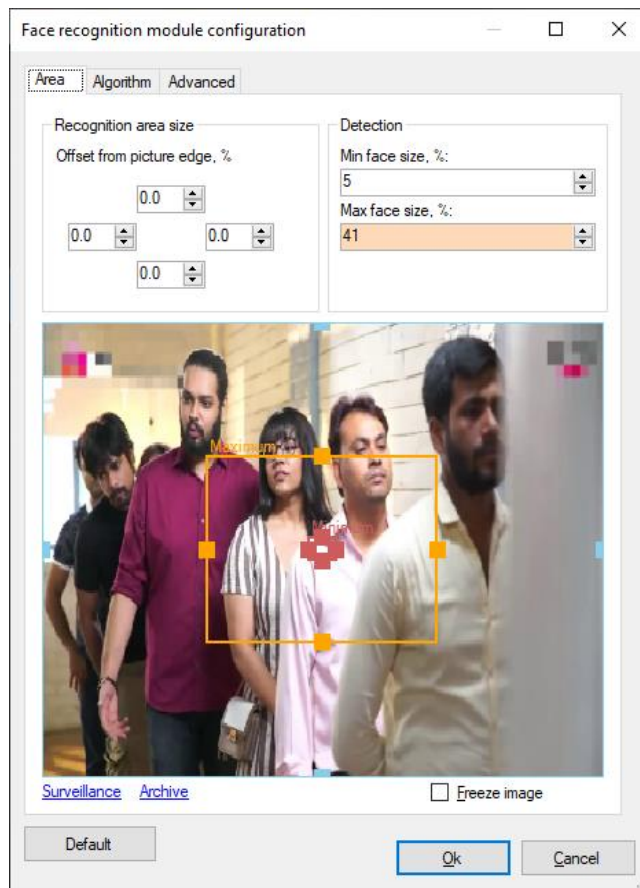 Face recognition module configuration
Area Algorithm Advanced
Recognition area size
Offset from picture edge, %
0.0
0.0 0.0
0.0
Detection
Min face size, %:
5
Max face size, %:
41
Maximum
Minimum
Surveillance Archive Freeze image
Default Ok Cancel